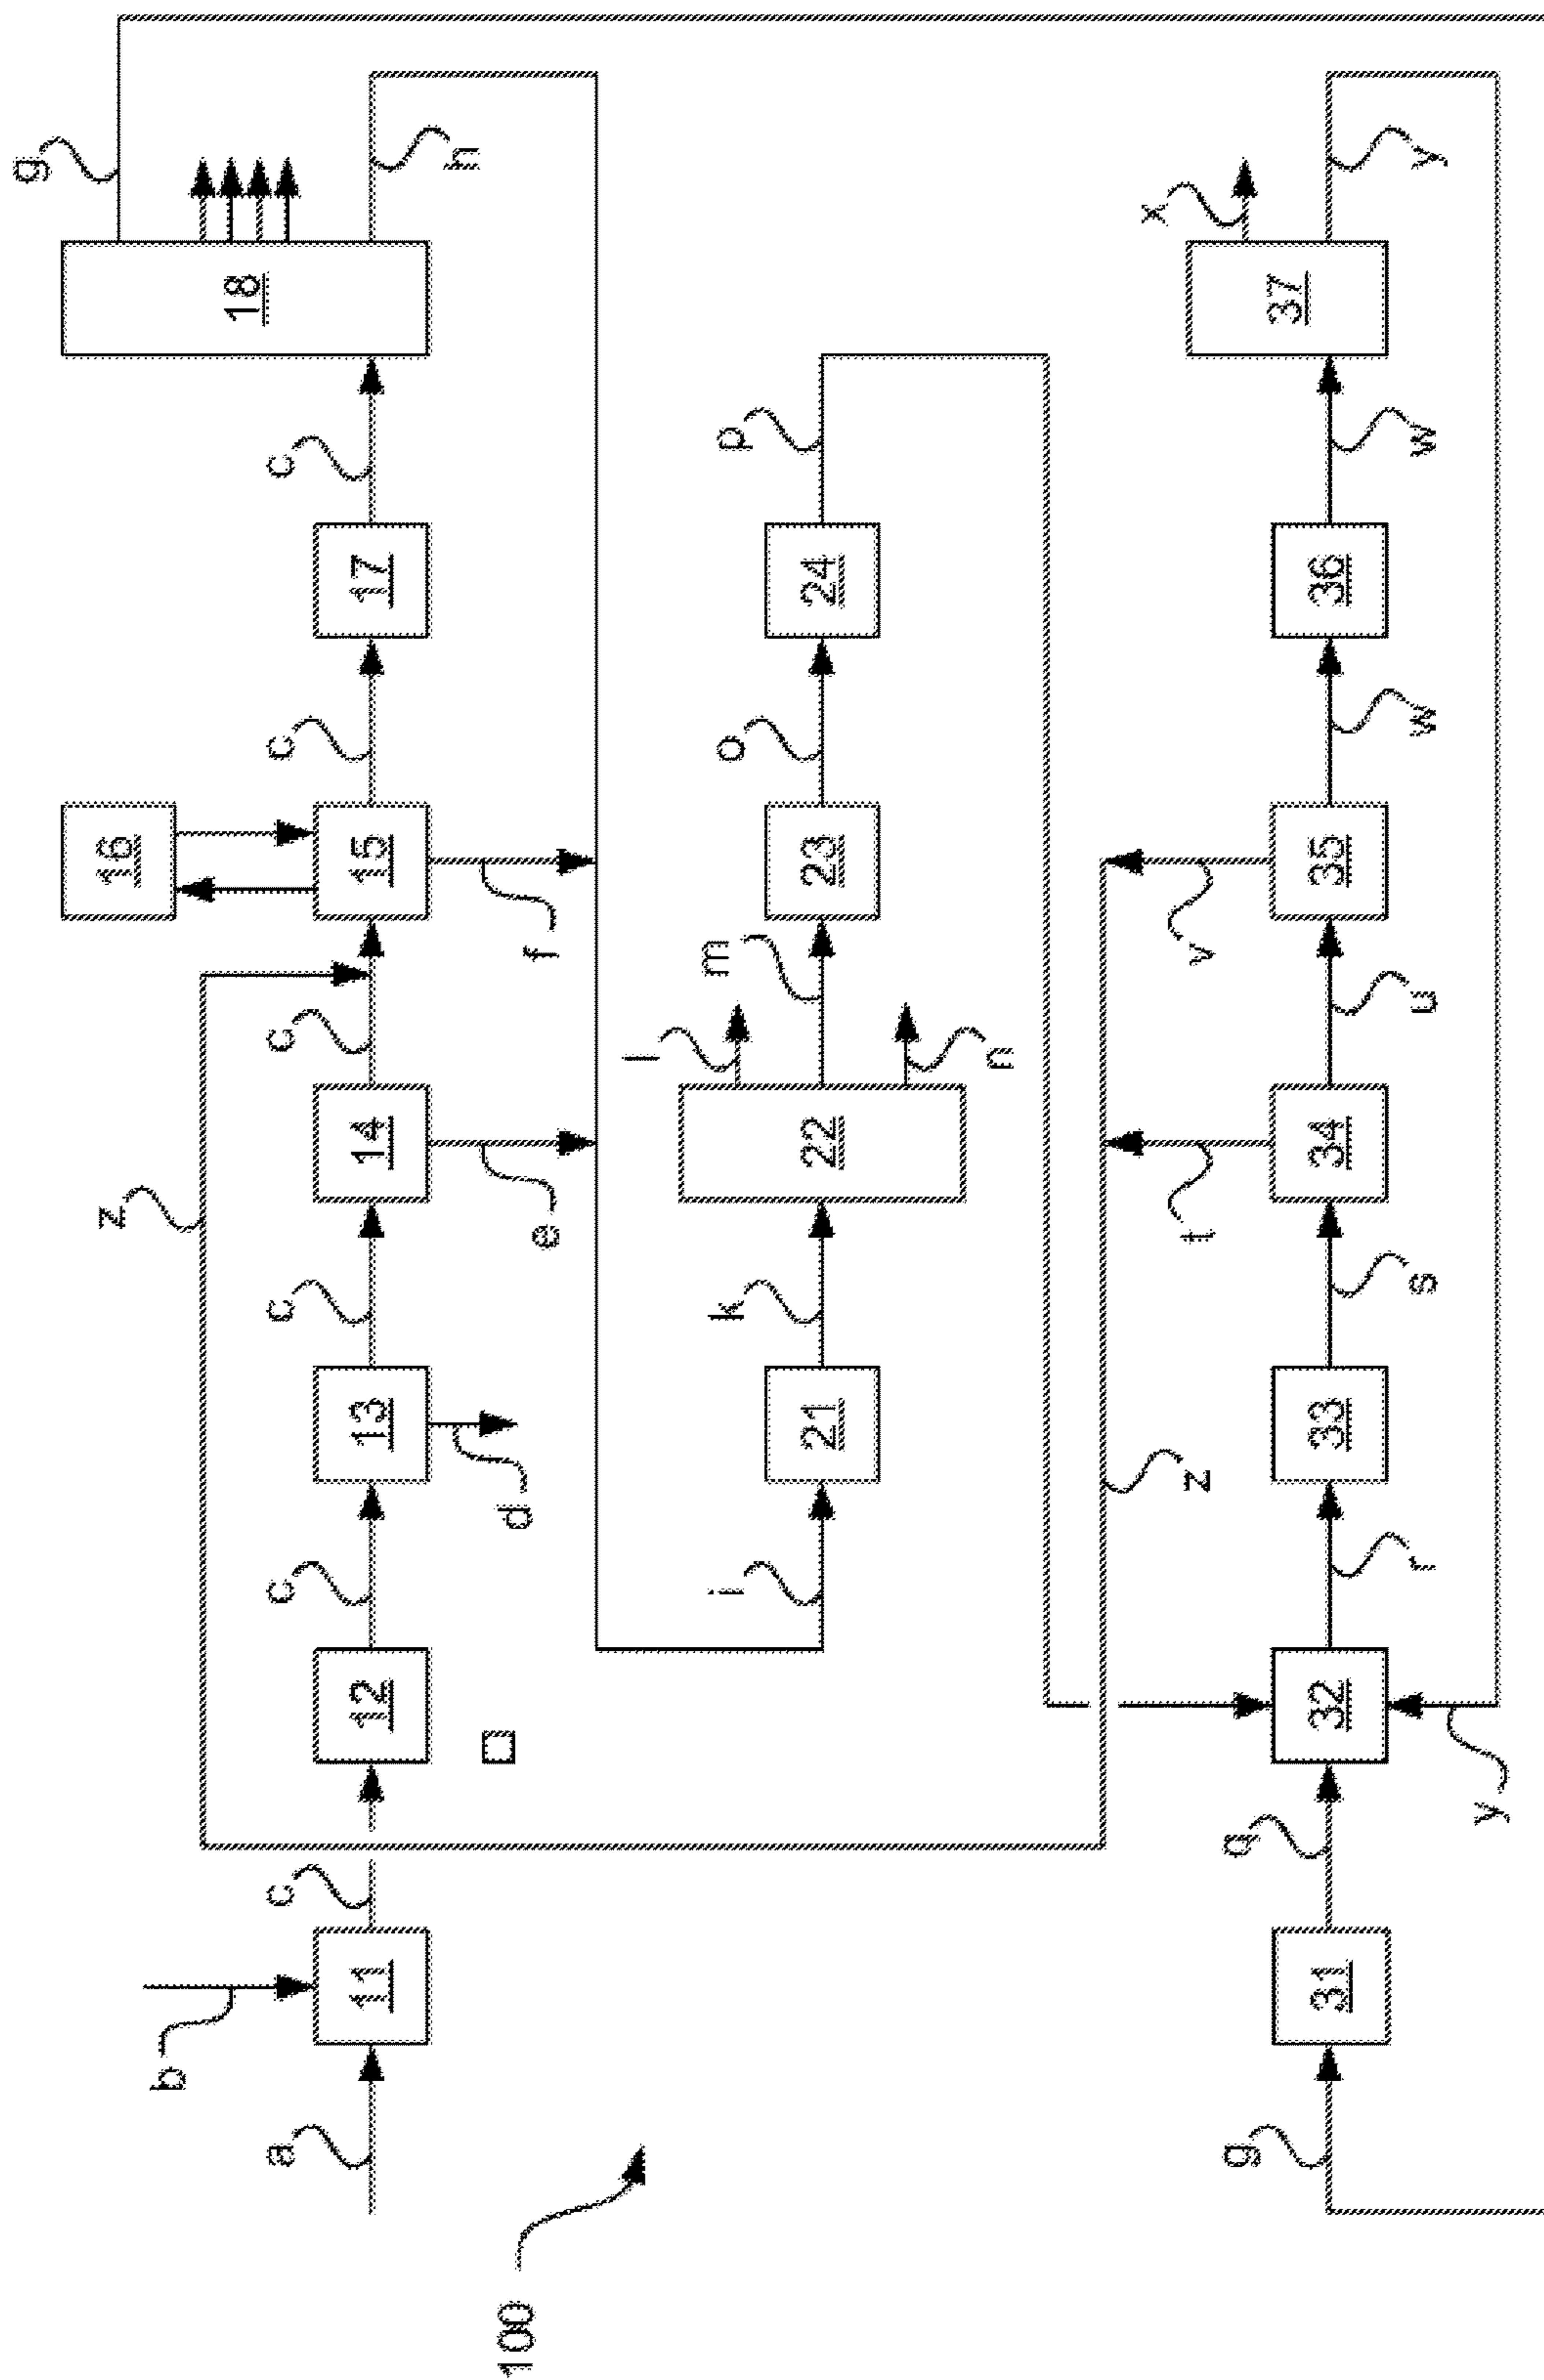 g
z 16
b 18
a c c c c c c
11 12 13 14 15 17
h
100 d e f
l
i k m o p
21 22 23 24
n
x
z t v
g q 37
31 32 33 34 35 36
r s u w w y
y